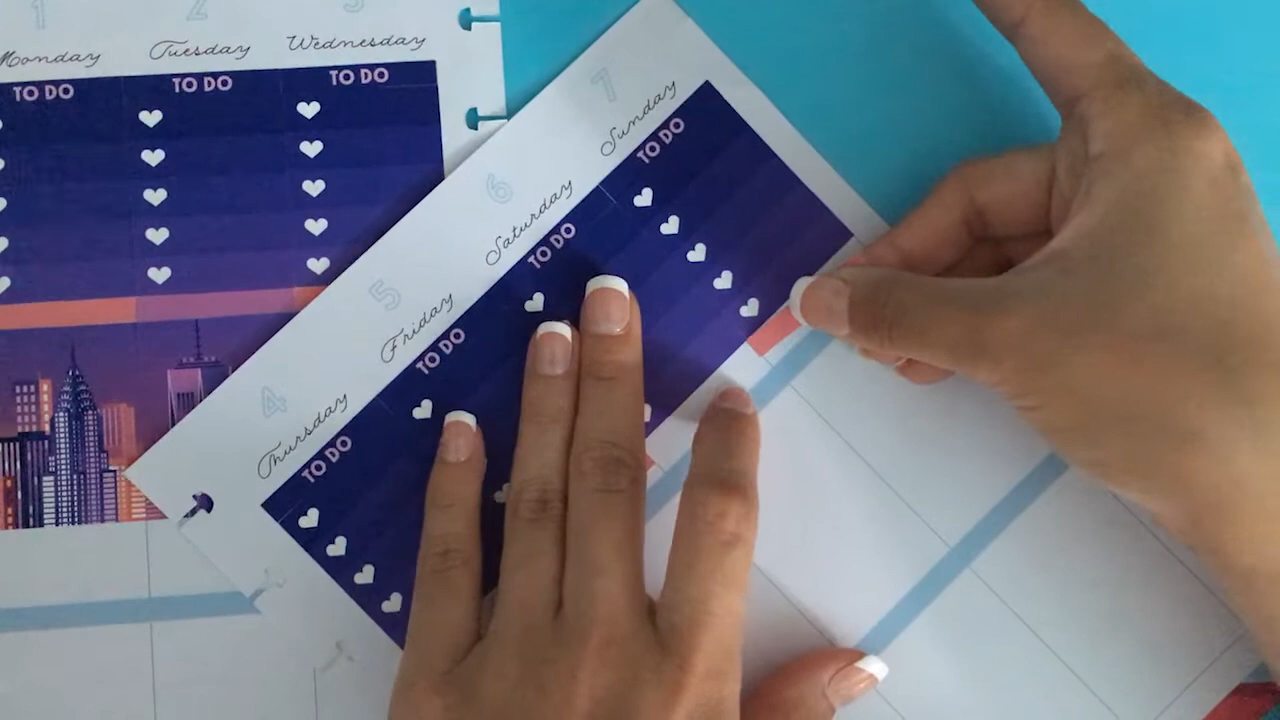 1 2 3
Monday Tuesday Wednesday
TO DO TO DO TO DO
7
Sunday
TO DO
6
Saturday
TO DO
5
Friday
TO DO
4
Thursday
TO DO